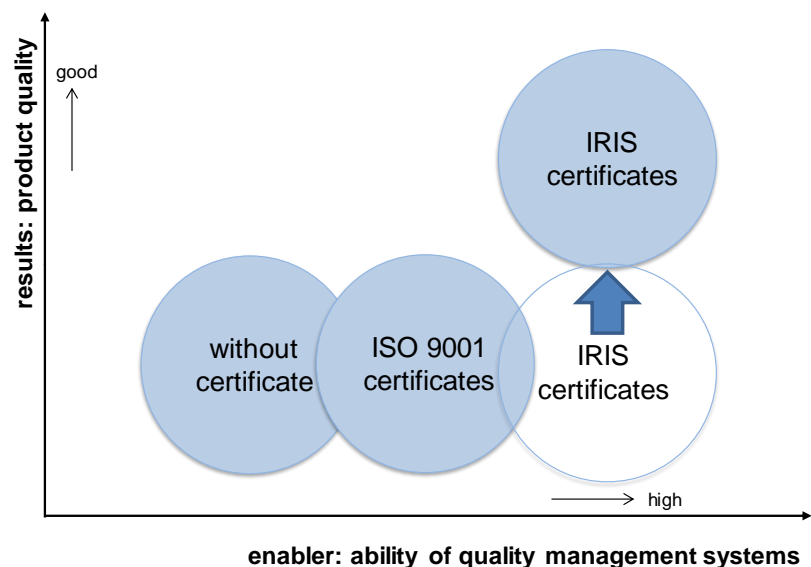 results: product quality
good
IRIS
certificates
without
certificate
ISO 9001
certificates
IRIS
certificates
high
enabler: ability of quality management systems